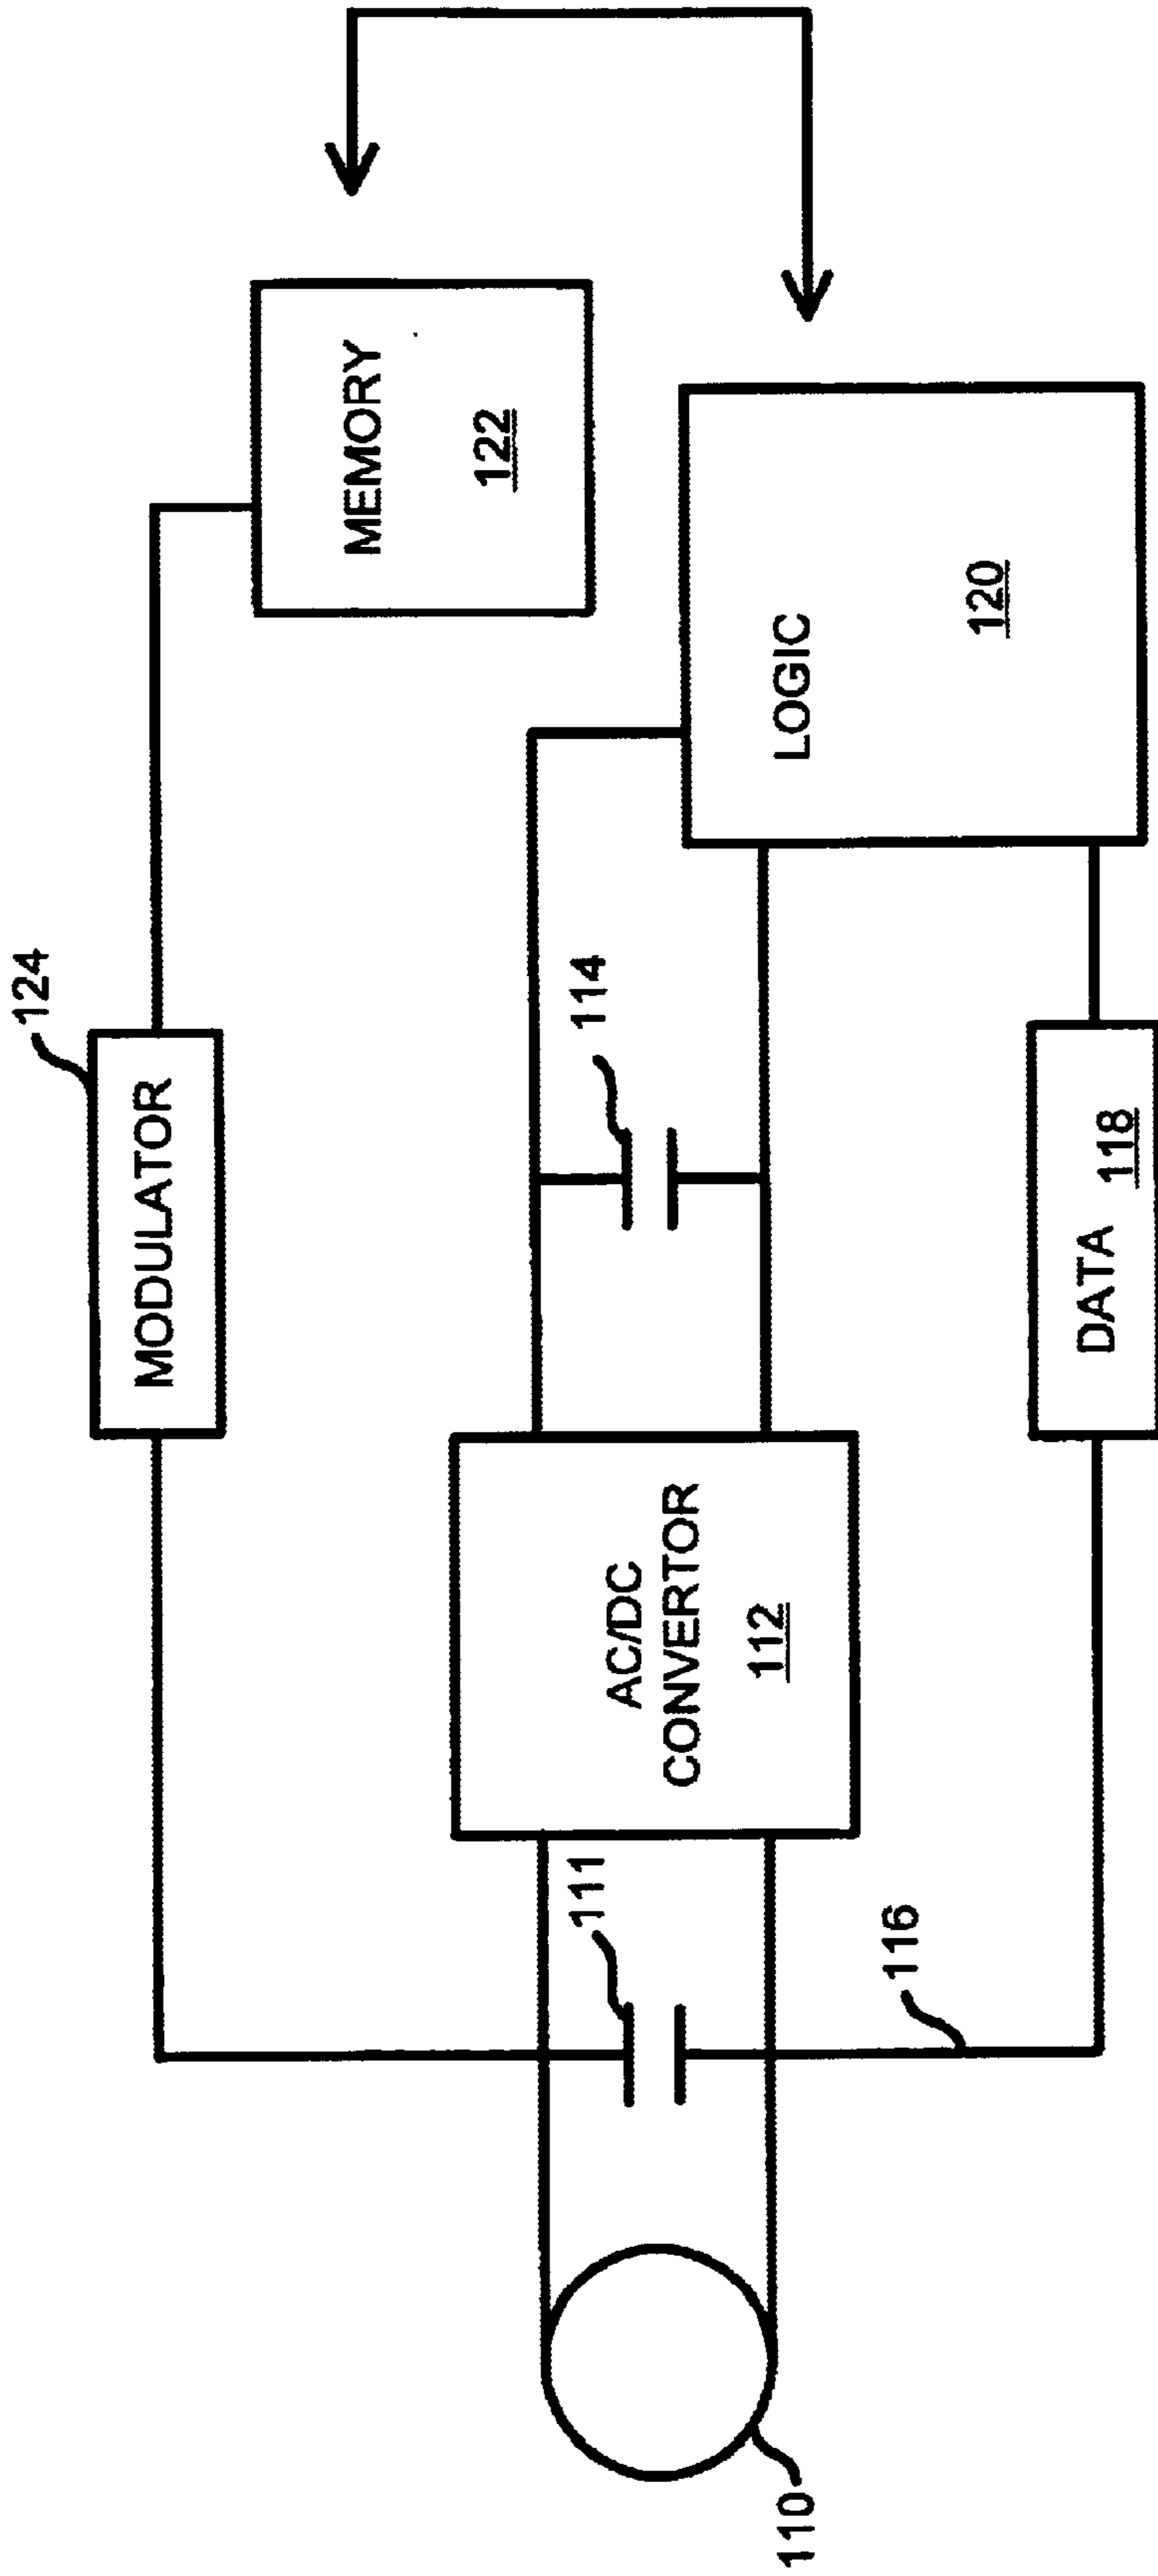 124
MODULATOR
MEMORY
122
114
LOGIC
120
AC/DC
CONVERTOR
112
111
110
116
DATA 118